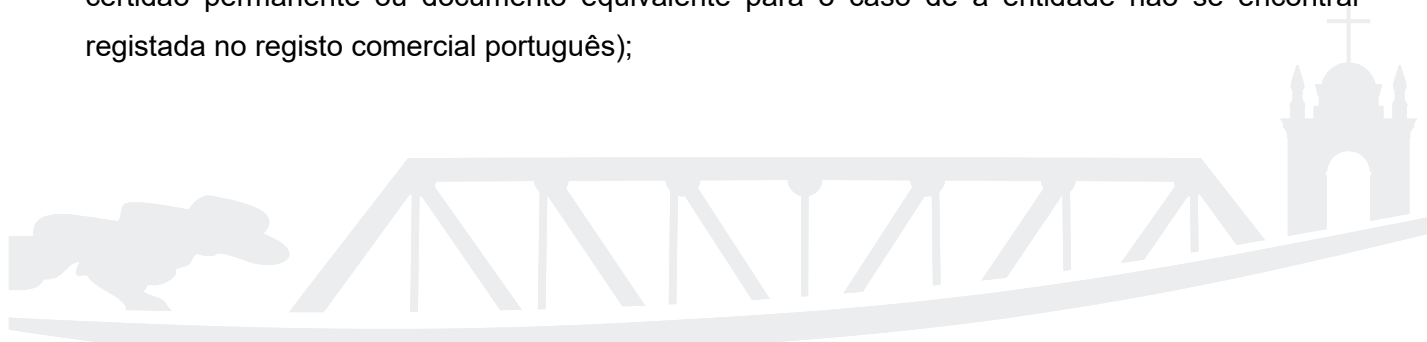 certidão permanente ou documento equivalente para o caso de a entidade não se encontrar
registada no registo comercial português);